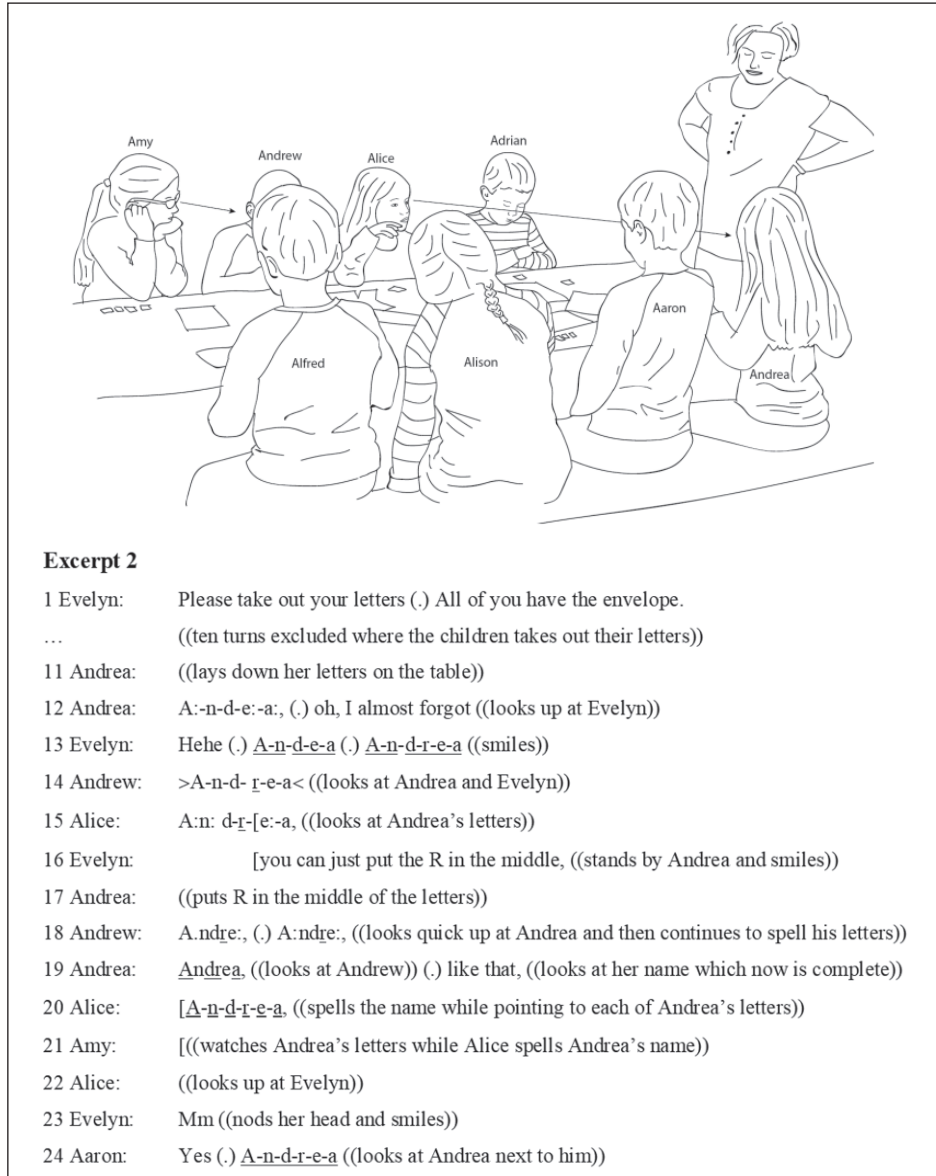 Amy
Andrew
Alice
Adrian
Aaron
Alfred
Alison
Andrea
Excerpt 2
1 Evelyn: Please take out your letters (.) All of you have the envelope.
… ((ten turns excluded where the children takes out their letters))
11 Andrea: ((lays down her letters on the table))
12 Andrea: A:-n-d-e:-a:, (.) oh, I almost forgot ((looks up at Evelyn))
13 Evelyn: Hehe (.) A-n-d-e-a (.) A-n-d-r-e-a ((smiles))
14 Andrew: >A-n-d- r-e-a< ((looks at Andrea and Evelyn))
15 Alice: A:n: d-r-[e:-a, ((looks at Andrea's letters))
16 Evelyn: [you can just put the R in the middle, ((stands by Andrea and smiles))
17 Andrea: ((puts R in the middle of the letters))
18 Andrew: A.ndre:, (.) A:ndre:, ((looks quick up at Andrea and then continues to spell his letters))
19 Andrea: Andrea, ((looks at Andrew)) (.) like that, ((looks at her name which now is complete))
20 Alice: [A-n-d-r-e-a, ((spells the name while pointing to each of Andrea's letters))
21 Amy: [((watches Andrea's letters while Alice spells Andrea's name))
22 Alice: ((looks up at Evelyn))
23 Evelyn: Mm ((nods her head and smiles))
24 Aaron: Yes (.) A-n-d-r-e-a ((looks at Andrea next to him))